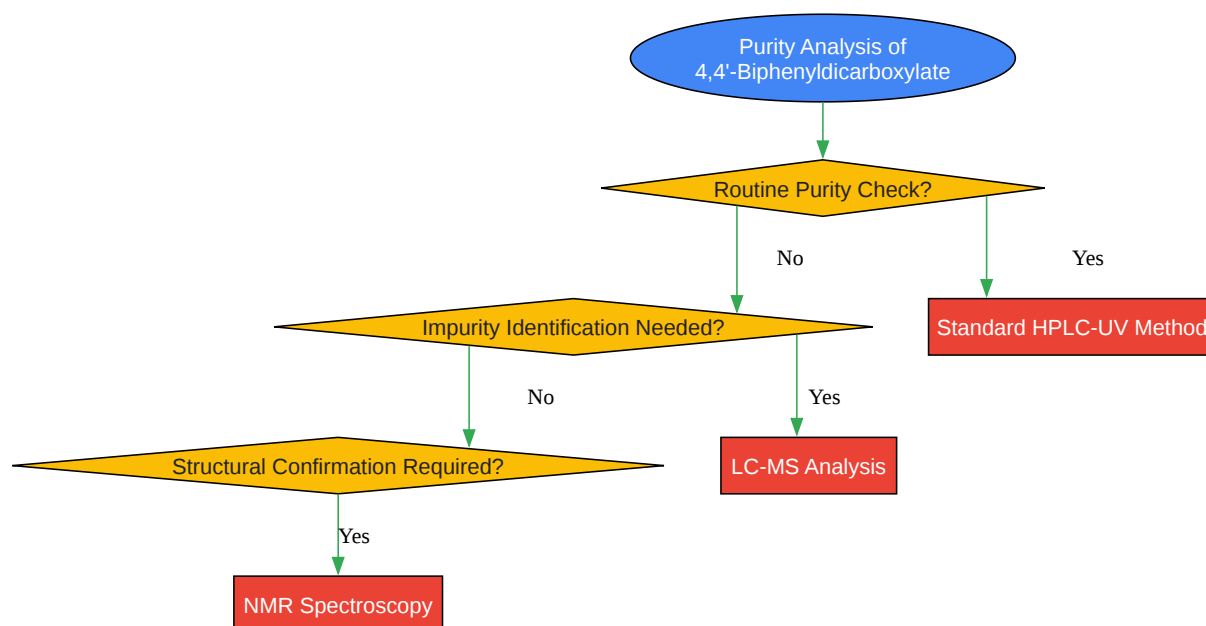 Purity Analysis of
4,4'-Biphenyldicarboxylate
Routine Purity Check?
No
Yes
Impurity Identification Needed?
Standard HPLC-UV Method
No
Yes
Structural Confirmation Required?
LC-MS Analysis
Yes
NMR Spectroscopy